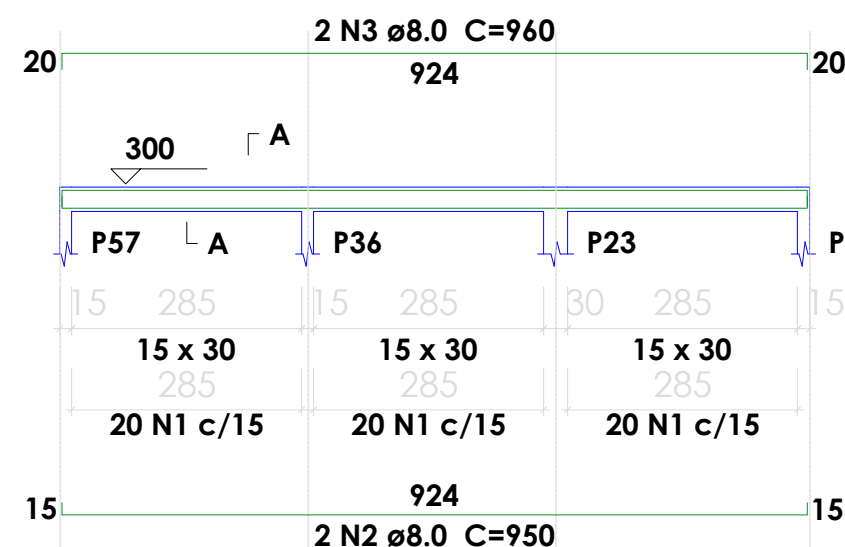 2 N3 ø8.0 C=960
20 924 20
300
A
P57 A P36 P23 P
15 285 15 285 30 285 15
15 x 30 15 x 30 15 x 30
285 285 285
20 N1 c/15 20 N1 c/15 20 N1 c/15
924
15 15
2 N2 ø8.0 C=950